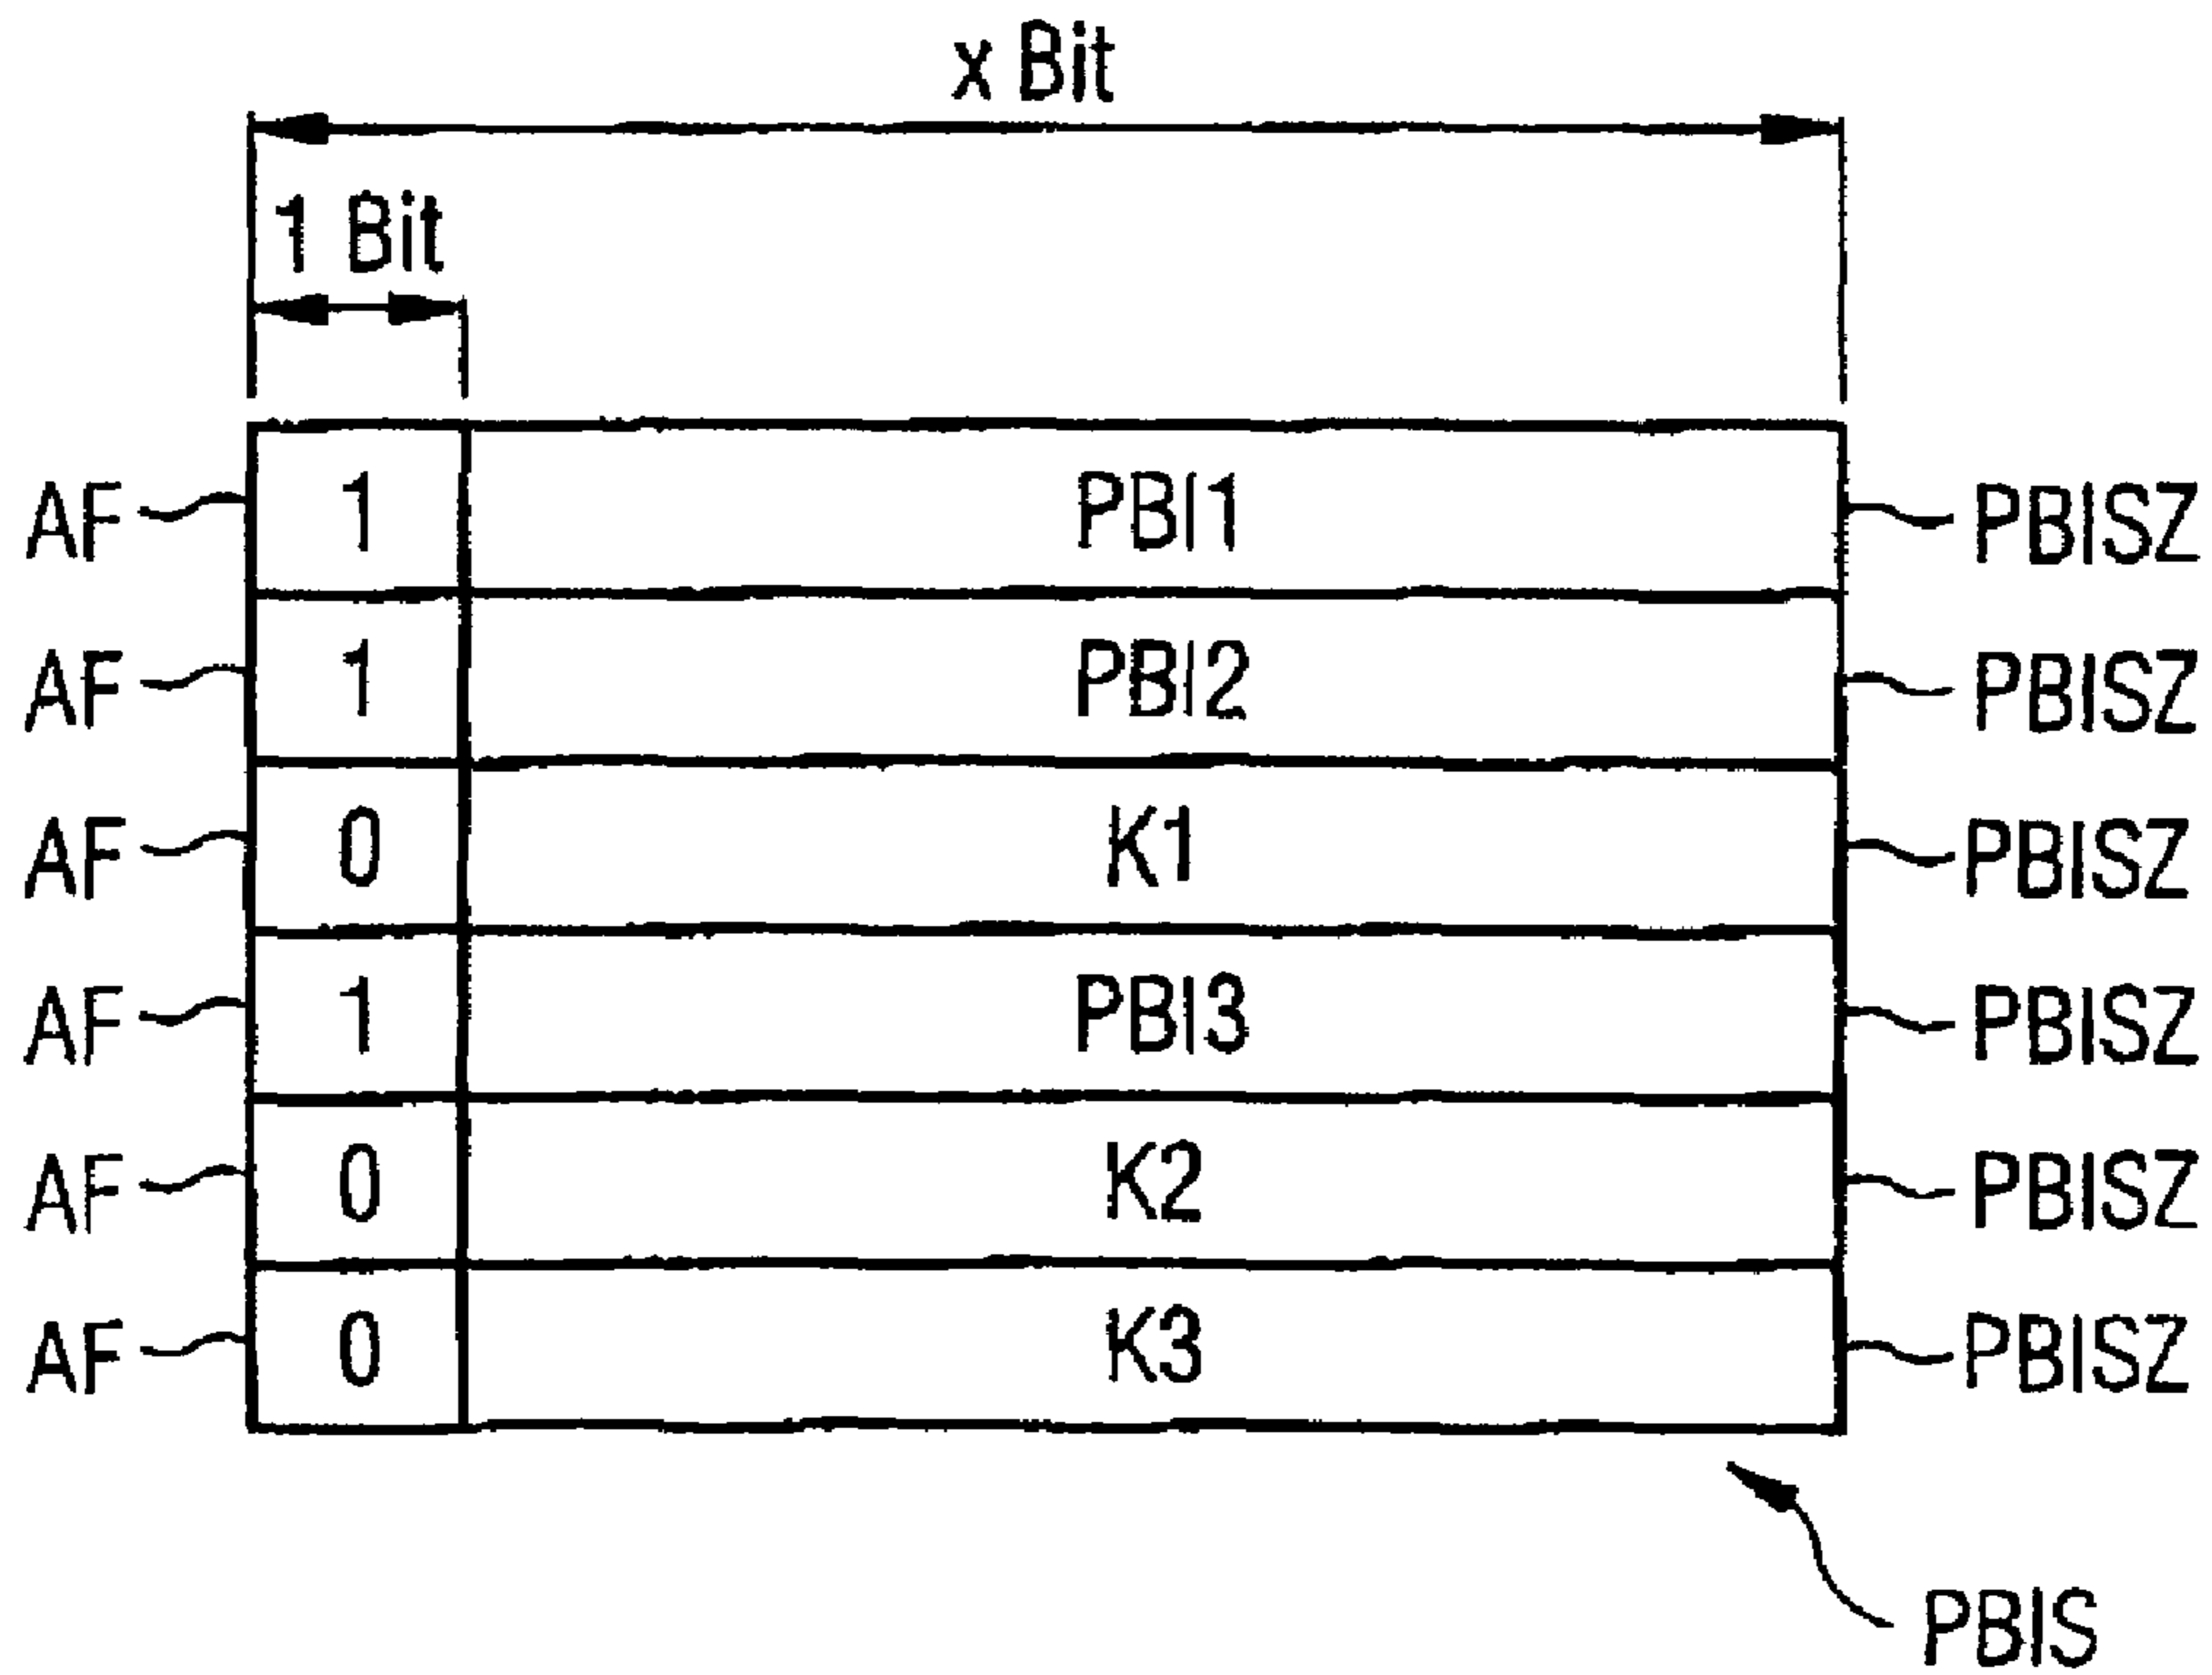 x Bit
1 Bit
AF 1 PBI1 PBISZ
AF 1 PBI2 PBISZ
AF 0 K1 PBISZ
AF 1 PBI3 PBISZ
AF 0 K2 PBISZ
AF 0 K3 PBISZ
PBIS